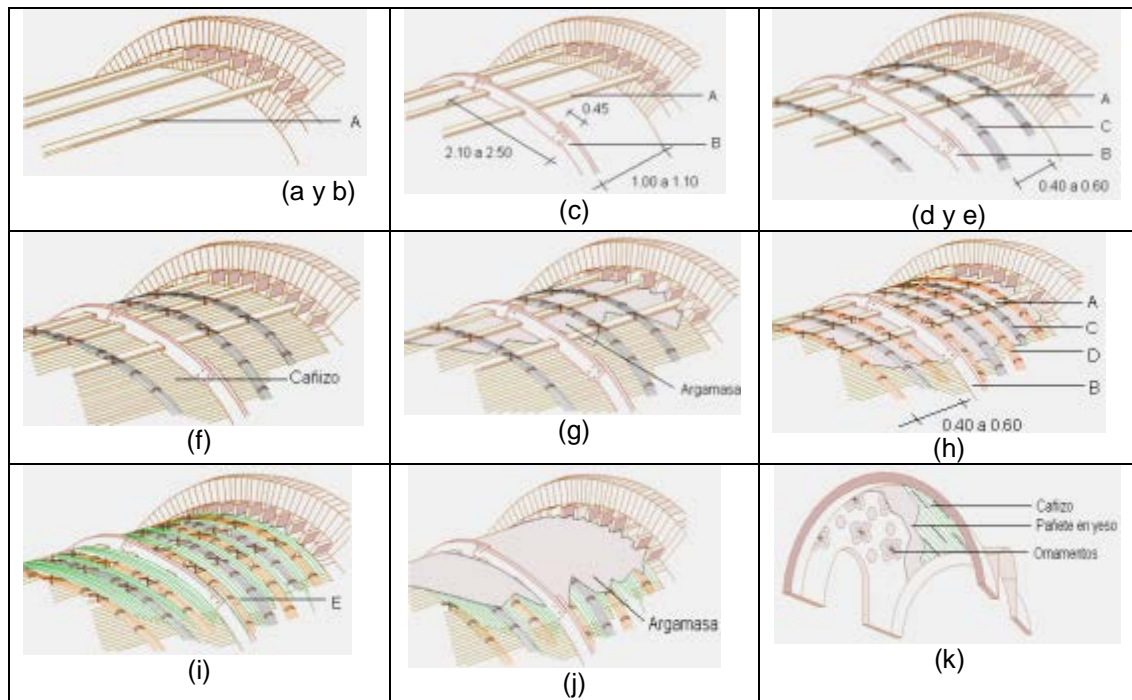 A
(a y b)
0.45
A
B
2.10 a 2.50
1.00 a 1.10
(c)
A
C
B
0.40 a 0.60
(d y e)
Cañizo
(f)
Argamasa
(g)
A
C
D
B
0.40 a 0.60
(h)
E
(i)
Argamasa
(j)
Cañizo
Pañete en yeso
Ornamentos
(k)